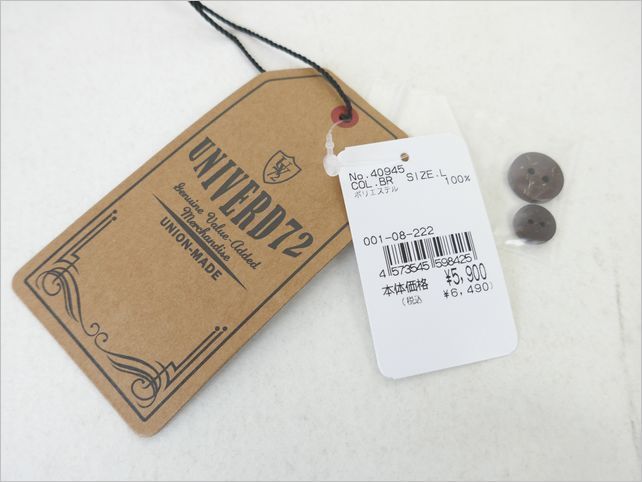 UNIVERD72
Genuine Value-Added
Merchandise
UNION-MADE
No.40945
COL.BR SIZE.L
ポリエステル 100%
001-08-222
4 573545 598425
本体価格 ¥5,900
(税込 ¥6,490)